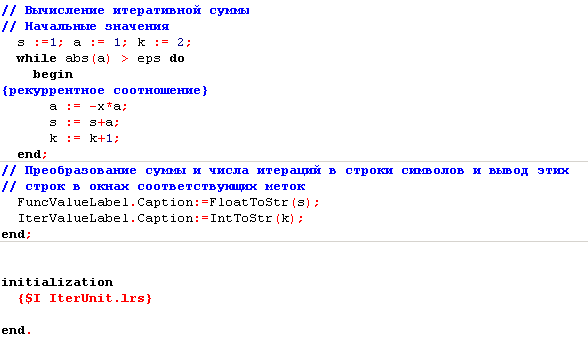 // Вычисление итеративной суммы
// Начальные значения
s :=1; a := 1; k := 2;
while abs(a) > eps do
begin
{рекуррентное соотношение}
a := -x*a;
s := s+a;
k := k+1;
end;
// Преобразование суммы и числа итераций в строки символов и вывод этих
// строк в окнах соответствующих меток
FuncValueLabel.Caption:=FloatToStr(s);
IterValueLabel.Caption:=IntToStr(k);
end;
initialization
{$I IterUnit.lrs}
end.